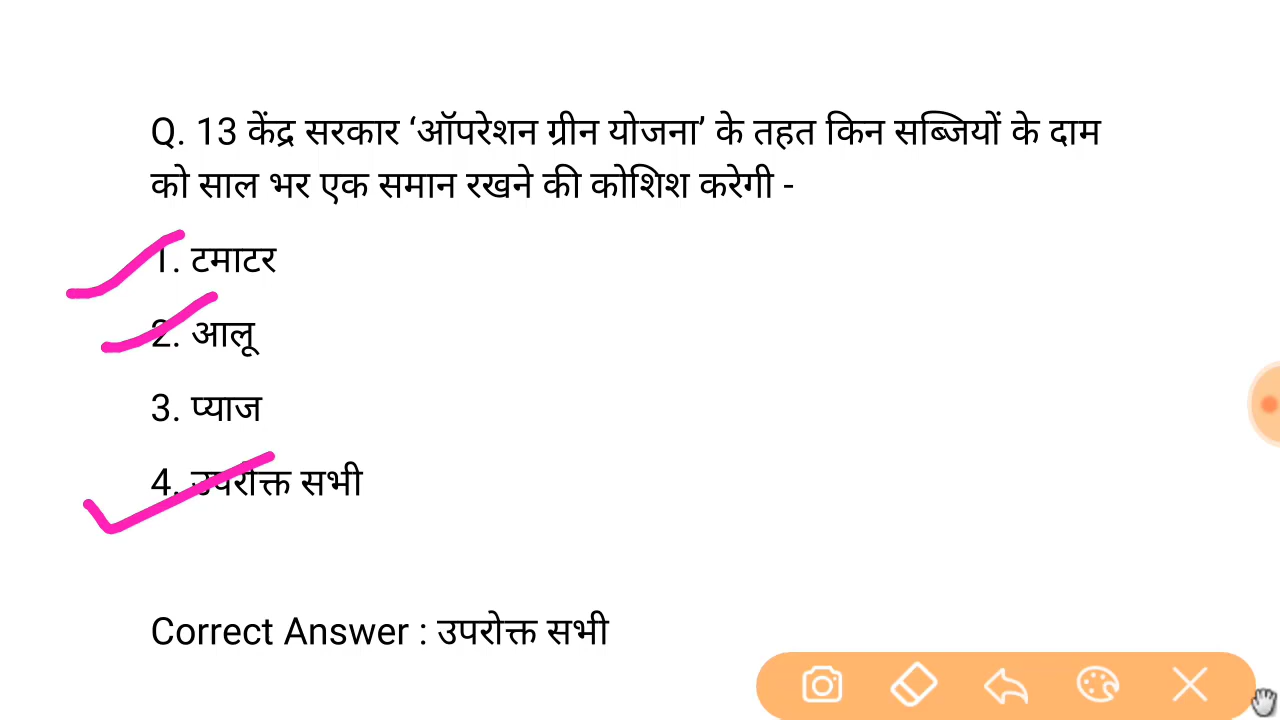 Q. 13 केंद्र सरकार ‘ऑपरेशन ग्रीन योजना’ के तहत किन सब्जियों के दाम
को साल भर एक समान रखने की कोशिश करेगी -
1. टमाटर
2. आलू
3. प्याज
4. उपरोक्त सभी
Correct Answer : उपरोक्त सभी